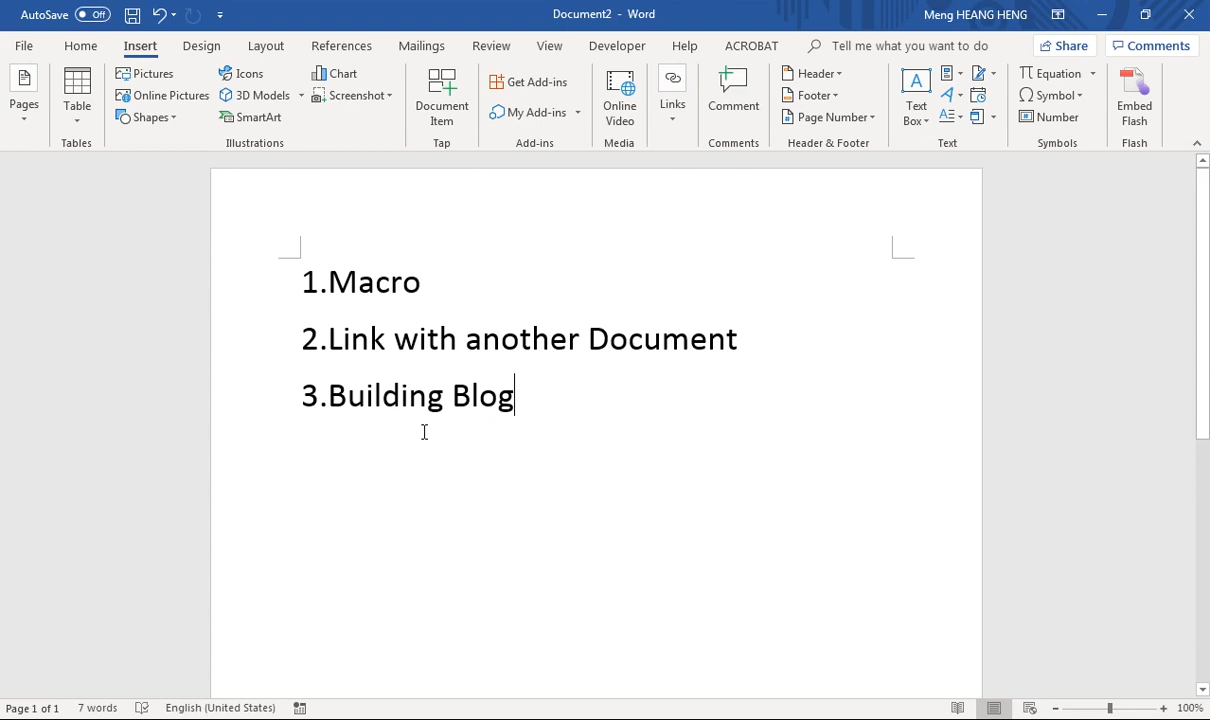 AutoSave Off Document2 - Word Meng HEANG HENG
File Home Insert Design Layout References Mailings Review View Developer Help ACROBAT Tell me what you want to do Share Comments
Pages
Table
Tables
Pictures
Online Pictures
Shapes
Icons
3D Models
SmartArt
Chart
Screenshot
Illustrations
Document
Item
Tap
Get Add-ins
My Add-ins
Add-ins
Online
Video
Media
Links
Comment
Comments
Header
Footer
Page Number
Header & Footer
Text
Box
Text
Equation
Symbol
Number
Symbols
Embed
Flash
Flash
1.Macro
2.Link with another Document
3.Building Blog
Page 1 of 1 7 words English (United States) 100%